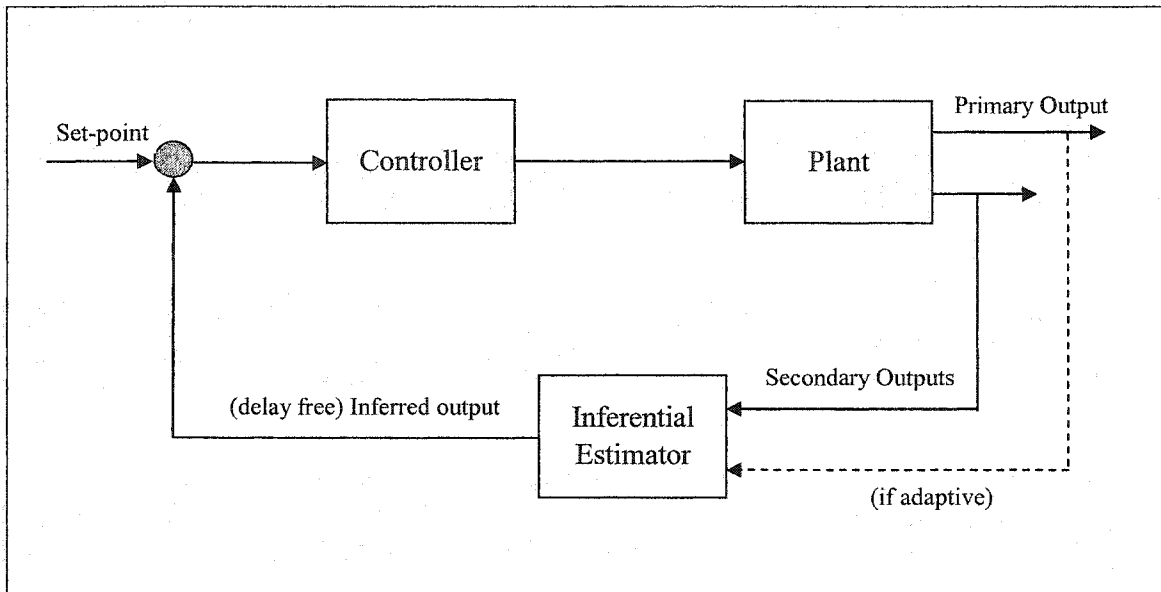 Primary Output
Set-point
Controller
Plant
Secondary Outputs
(delay free) Inferred output
Inferential
Estimator
(if adaptive)